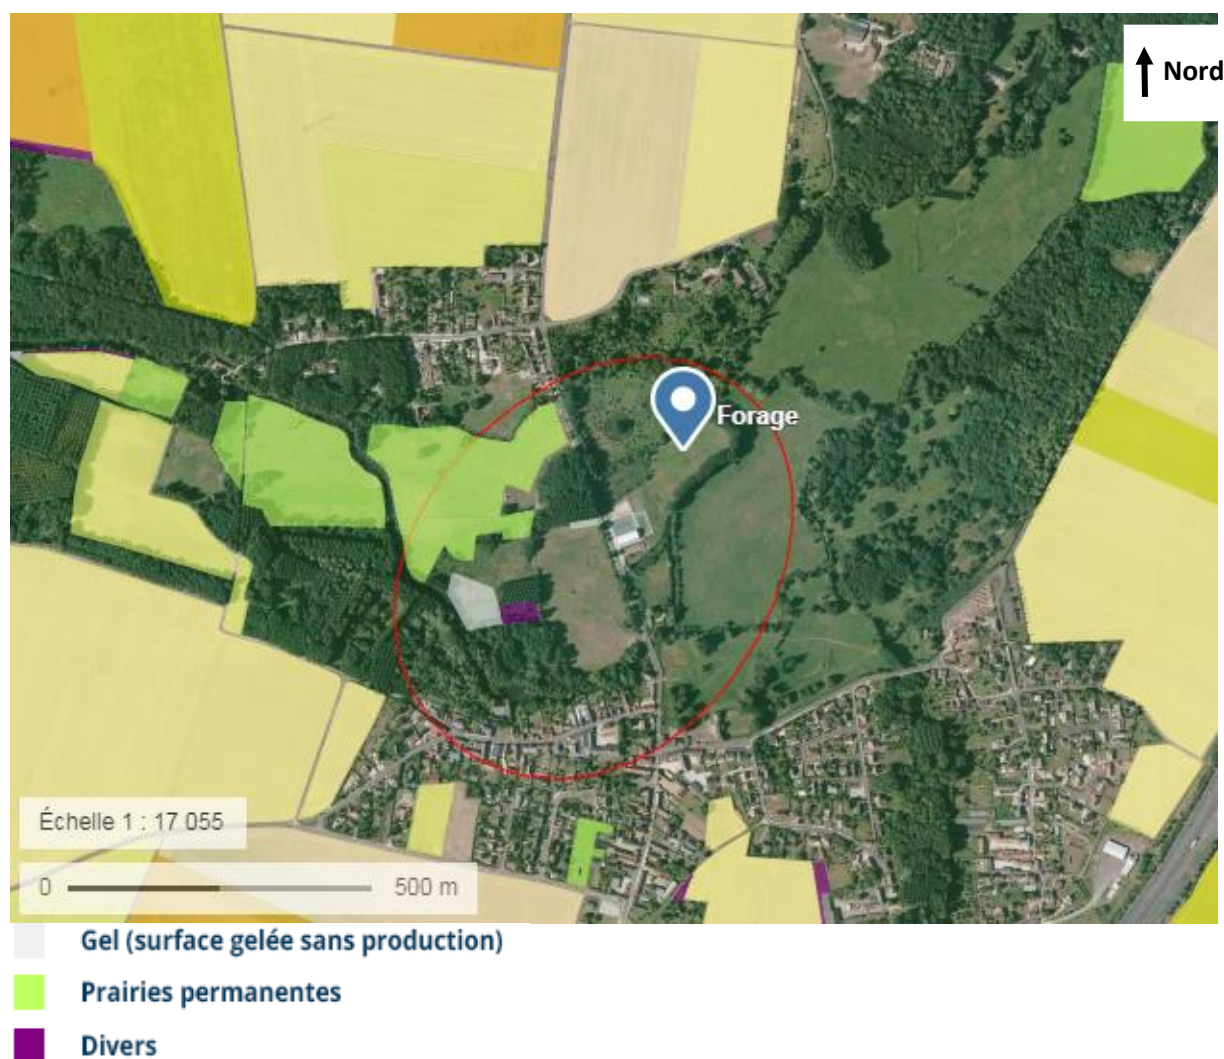 Nord
Forage
Échelle 1 : 17 055
0 500 m
Gel (surface gelée sans production)
Prairies permanentes
Divers